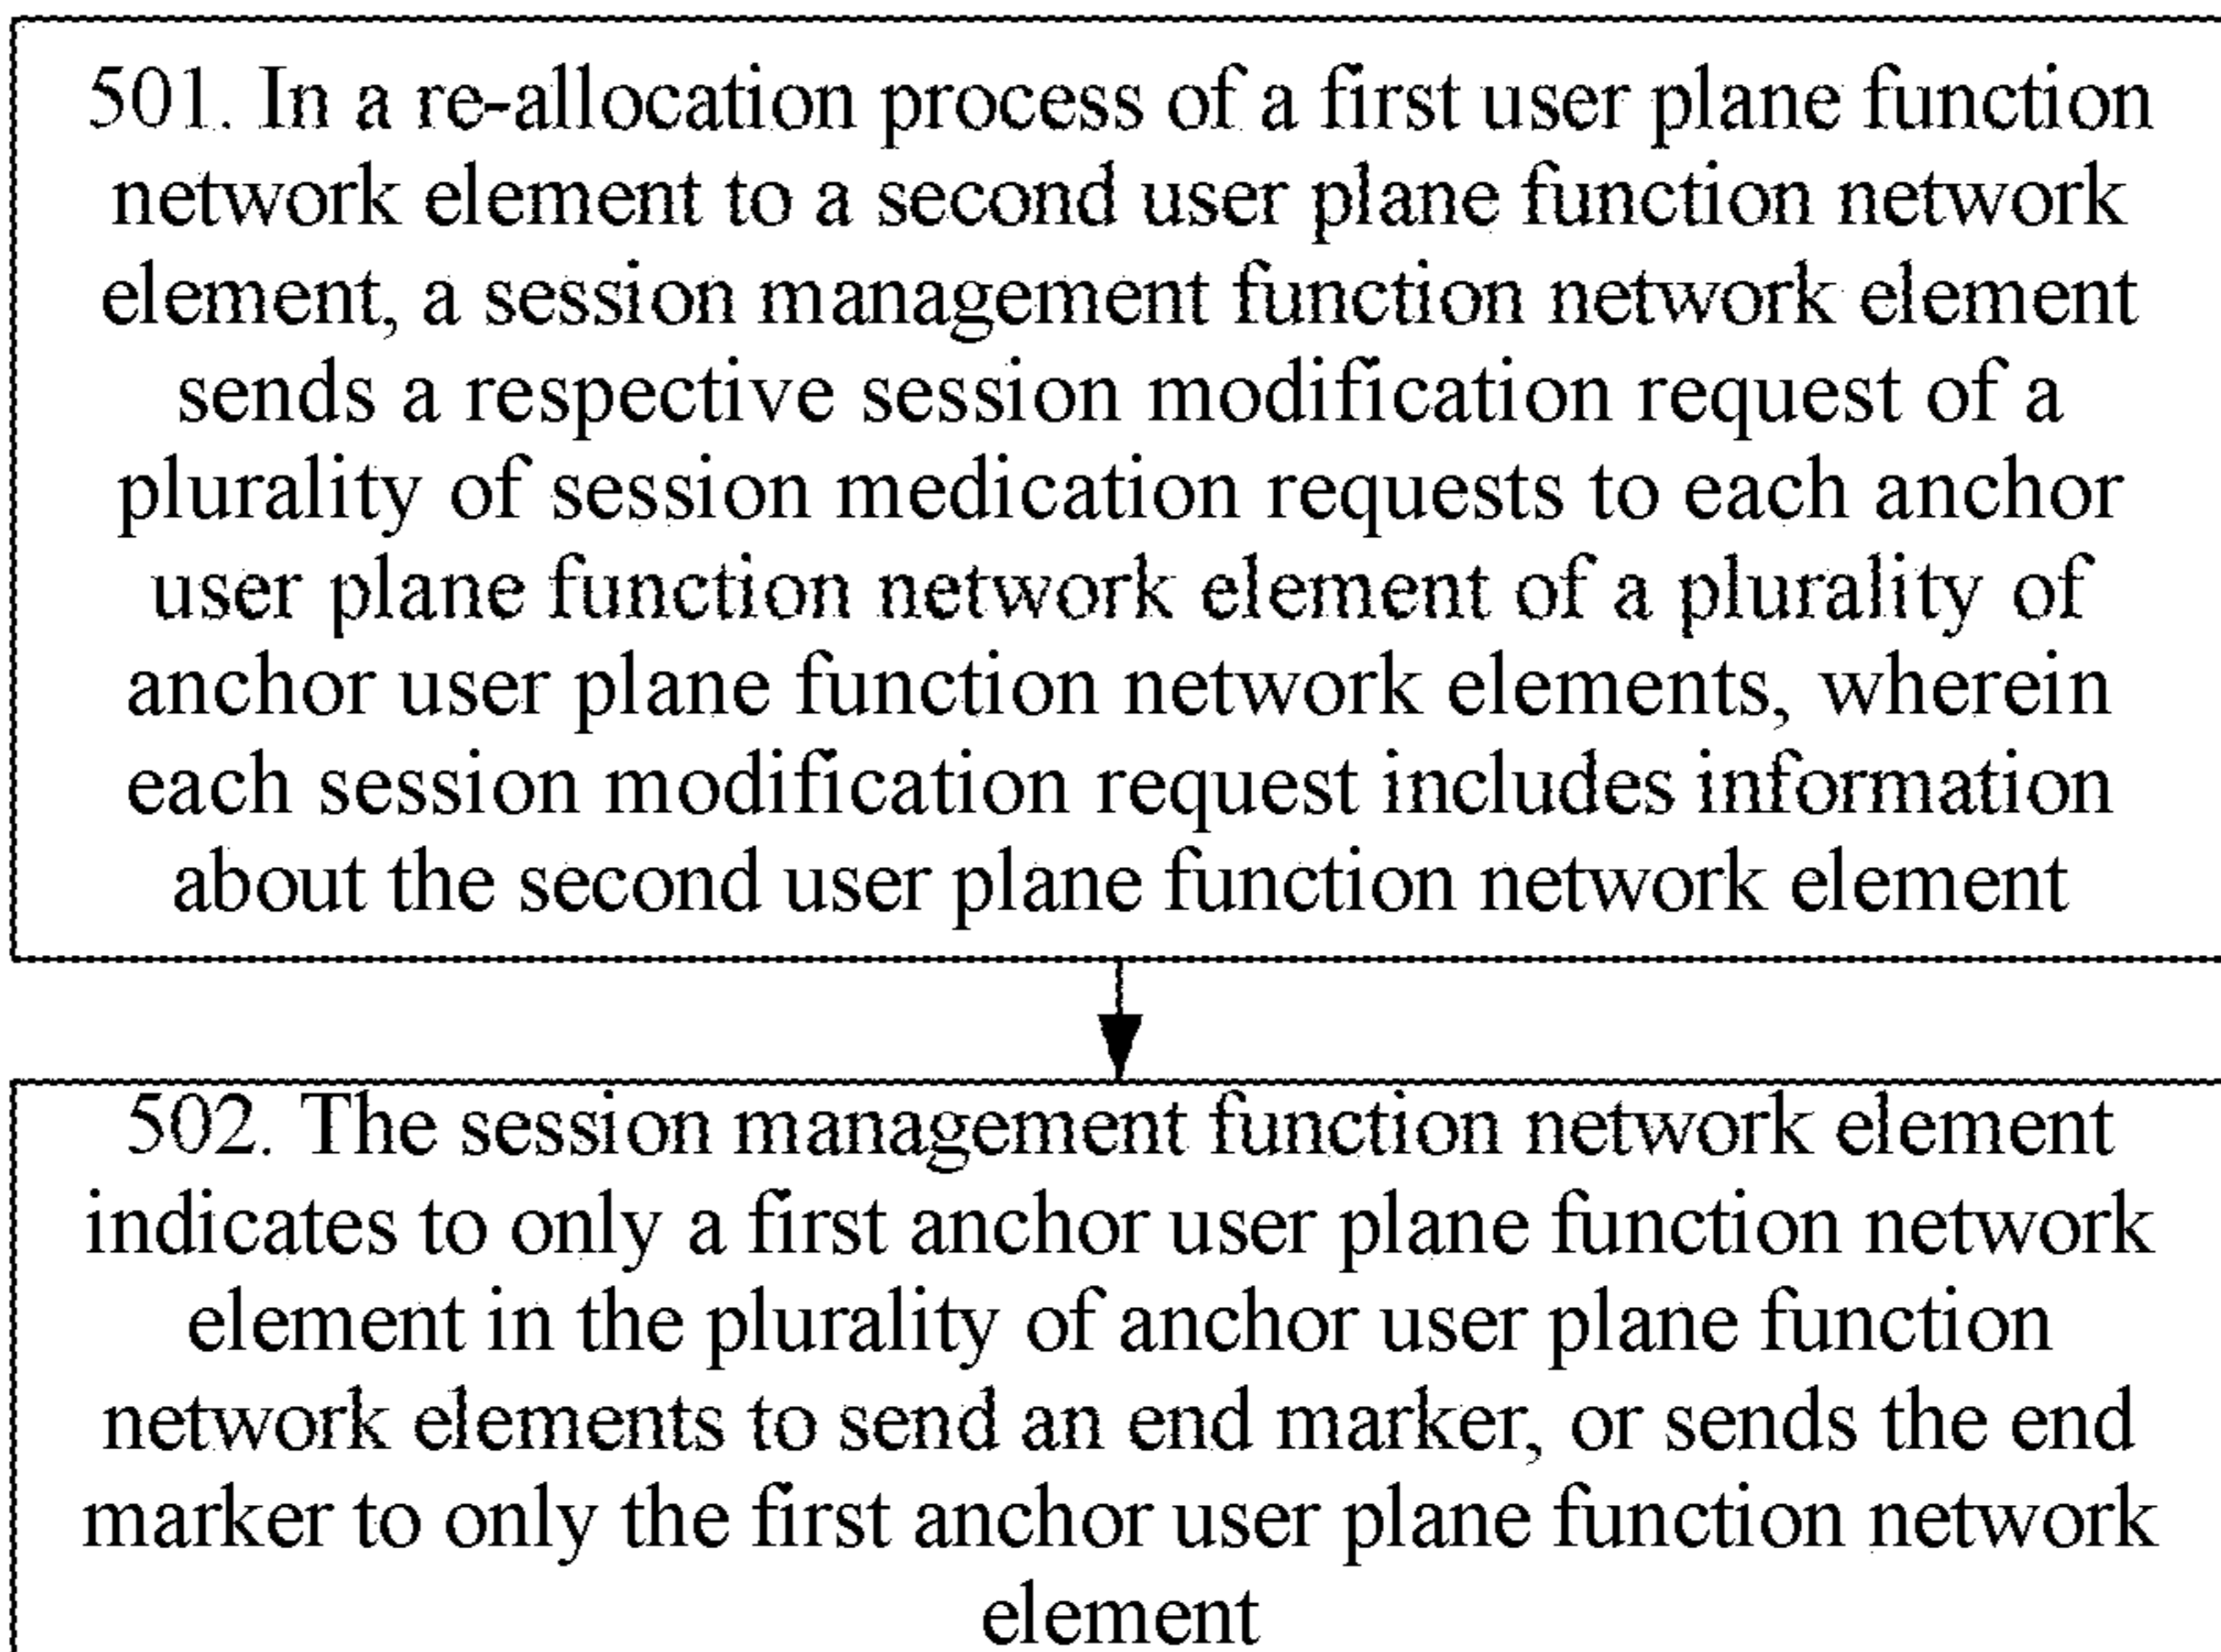 501. In a re-allocation process of a first user plane function
network element to a second user plane function network
element, a session management function network element
sends a respective session modification request of a
plurality of session medication requests to each anchor
user plane function network element of a plurality of
anchor user plane function network elements, wherein
each session modification request includes information
about the second user plane function network element
502. The session management function network element
indicates to only a first anchor user plane function network
element in the plurality of anchor user plane function
network elements to send an end marker, or sends the end
marker to only the first anchor user plane function network
element